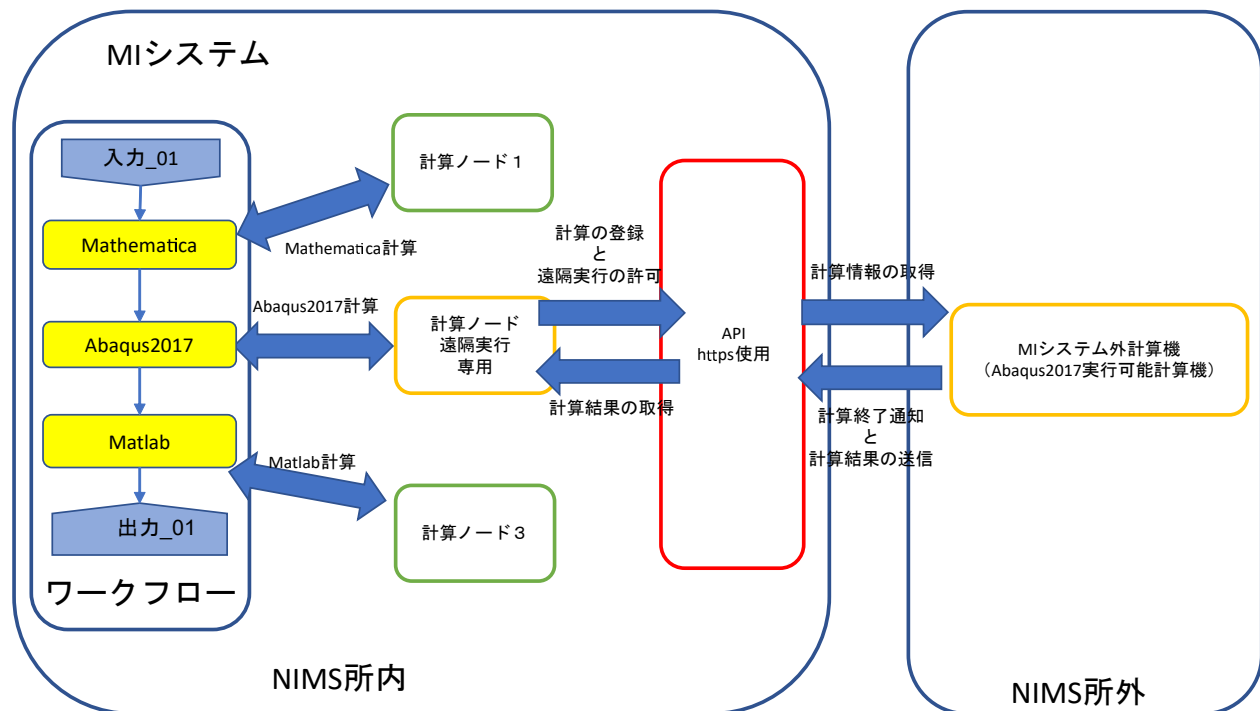 MIシステム
入力_01
Mathematica
Abaqus2017
Matlab
出力_01
ワークフロー
計算ノード１
Mathematica計算
Abaqus2017計算
計算ノード
遠隔実行
専用
Matlab計算
計算ノード３
計算の登録
と
遠隔実行の許可
計算結果の取得
API
https使用
計算情報の取得
計算終了通知
と
計算結果の送信
MIシステム外計算機
（Abaqus2017実行可能計算機）
NIMS所内
NIMS所外